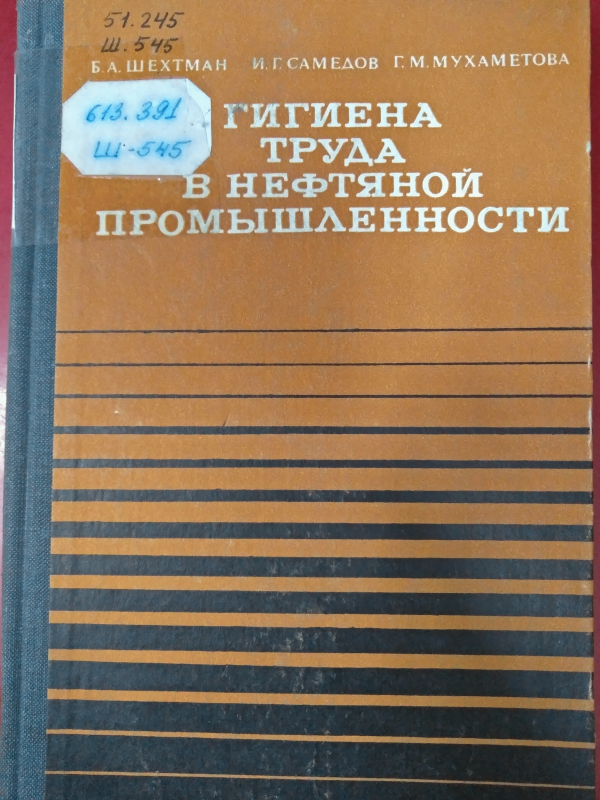 51.245
Ш.545
Б.А.ШЕХТМАН И.Г.САМЕДОВ Г.М.МУХАМЕТОВА
613.391
Ш-545
ГИГИЕНА
ТРУДА
В НЕФТЯНОЙ
ПРОМЫШЛЕННОСТИ